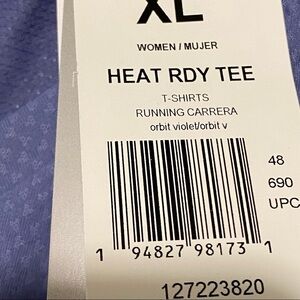 XL
WOMEN / MUJER
HEAT RDY TEE
T-SHIRTS
RUNNING CARRERA
orbit violet/orbit v
48
690
UPC
1 94827 98173 1
127223820